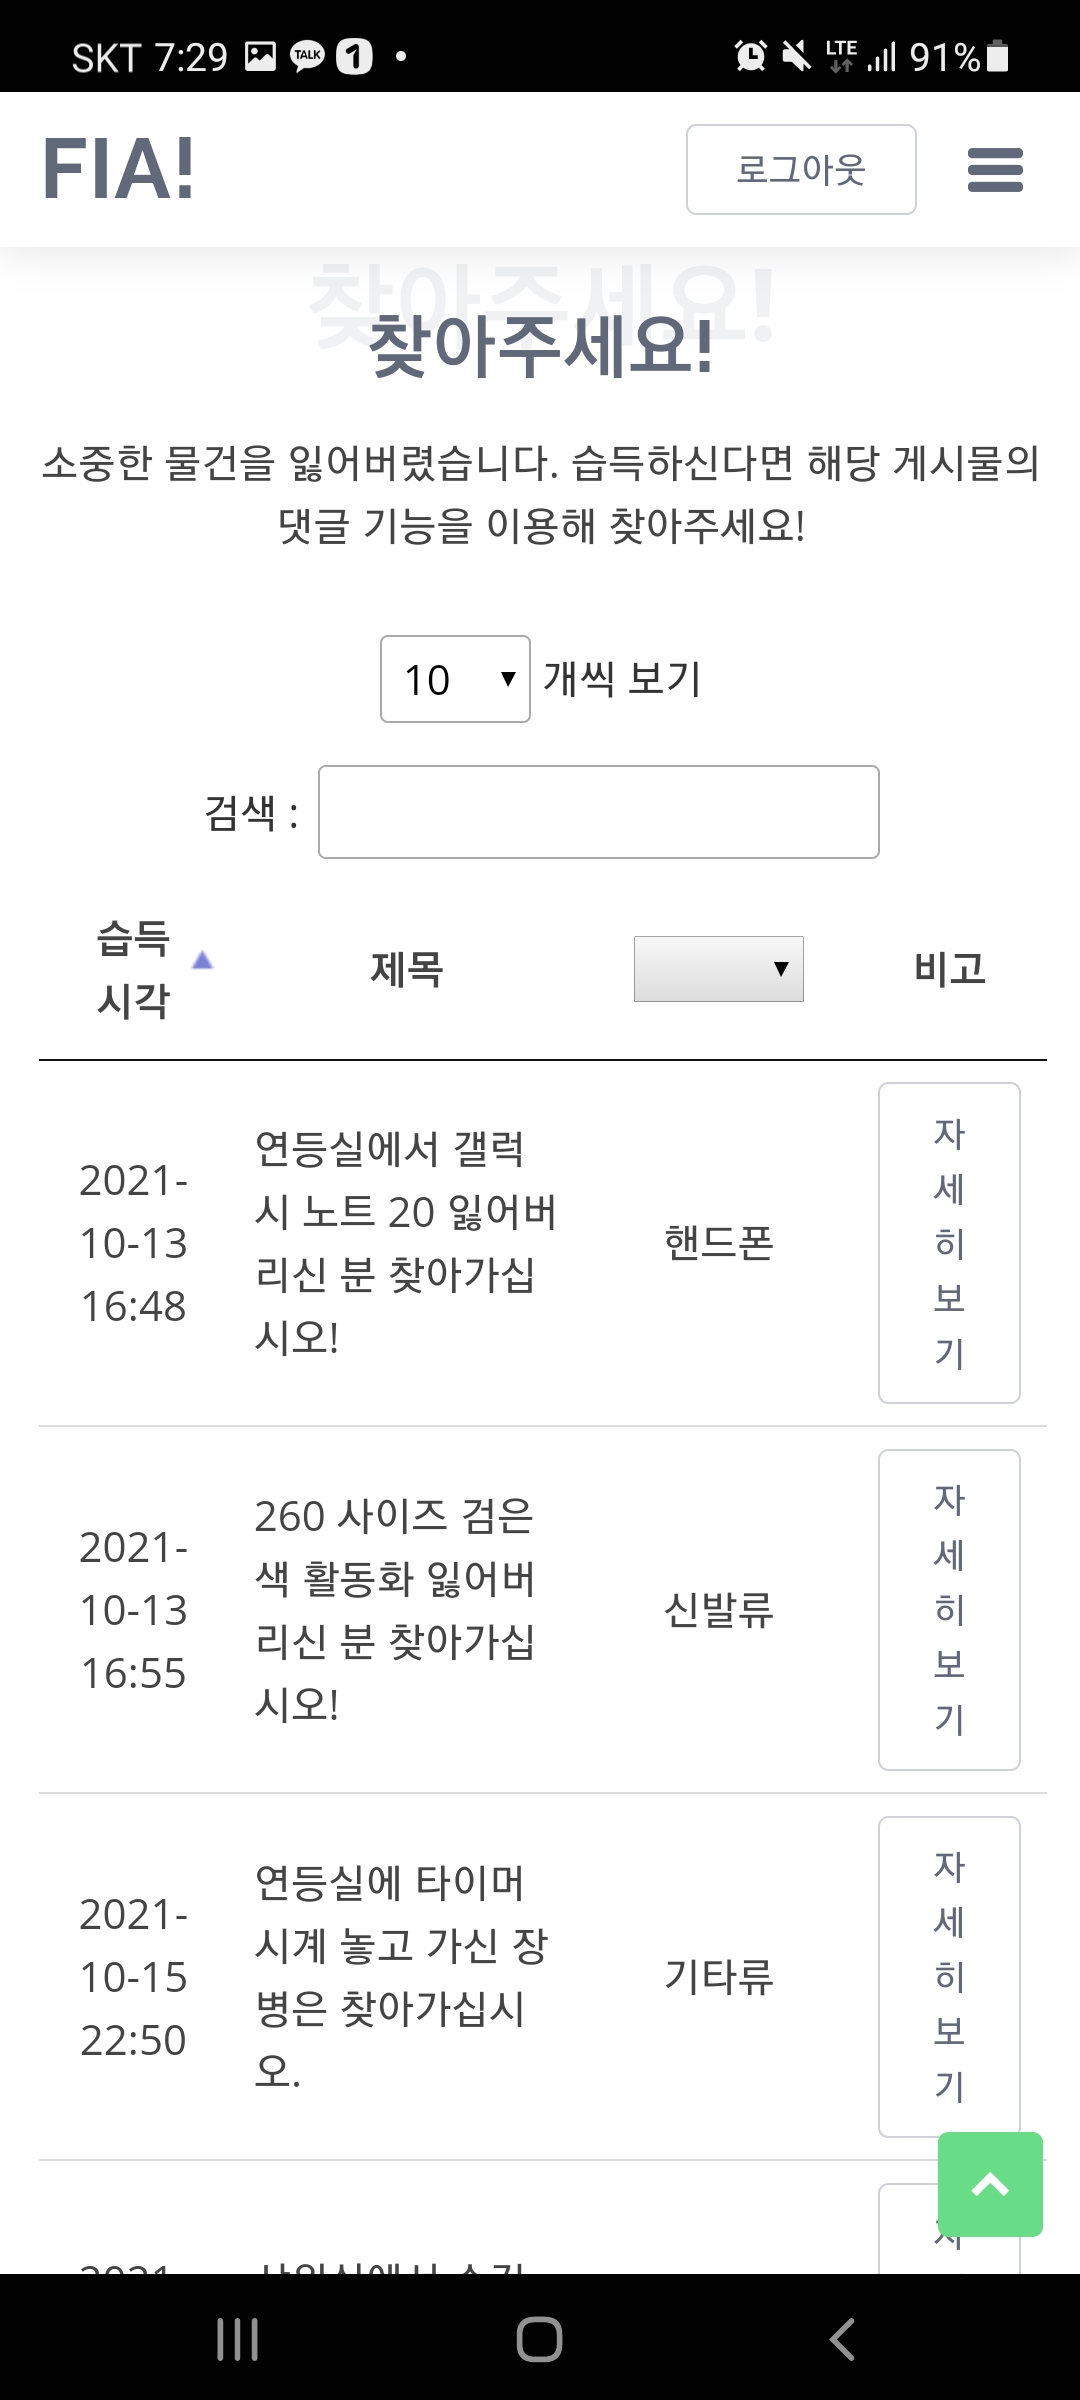 SKT 7:29 TALK 1 LTE 91%
FIA! 로그아웃
찾아주세요!
찾아주세요!
소중한 물건을 잃어버렸습니다. 습득하신다면 해당 게시물의
댓글 기능을 이용해 찾아주세요!
10 개씩 보기
검색 :
습득
시각
제목
비고
2021-
10-13
16:48
연등실에서 갤럭
시 노트 20 잃어버
리신 분 찾아가십
시오!
핸드폰
자
세
히
보
기
2021-
10-13
16:55
260 사이즈 검은
색 활동화 잃어버
리신 분 찾아가십
시오!
신발류
자
세
히
보
기
2021-
10-15
22:50
연등실에 타이머
시계 놓고 가신 장
병은 찾아가십시
오.
기타류
자
세
히
보
기